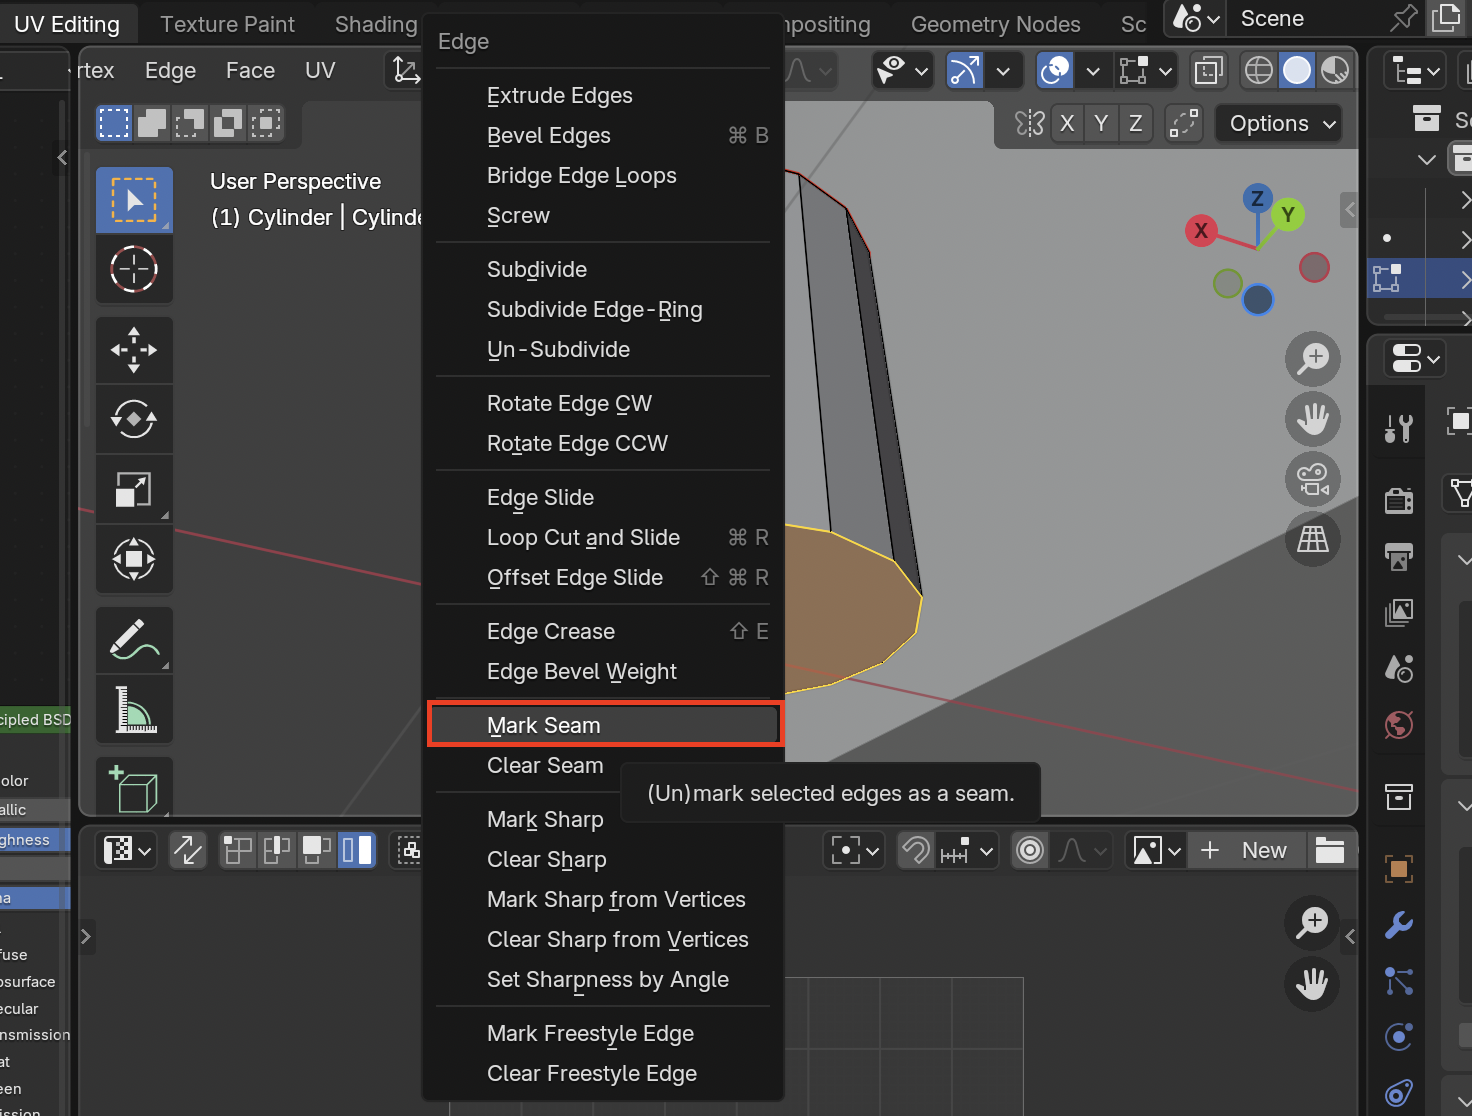 UV Editing Texture Paint Shading mpositing Geometry Nodes Sc Scene
rtex Edge Face UV
X Y Z Options
User Perspective
(1) Cylinder | Cylinde
Z
Y
X
Edge
Extrude Edges
Bevel Edges ⌘ B
Bridge Edge Loops
Screw
Subdivide
Subdivide Edge-Ring
Un-Subdivide
Rotate Edge CW
Rotate Edge CCW
Edge Slide
Loop Cut and Slide ⌘ R
Offset Edge Slide ⇧ ⌘ R
Edge Crease ⇧ E
Edge Bevel Weight
Mark Seam
Clear Seam
(Un)mark selected edges as a seam.
Mark Sharp
Clear Sharp
Mark Sharp from Vertices
Clear Sharp from Vertices
Set Sharpness by Angle
Mark Freestyle Edge
Clear Freestyle Edge
New
cipled BSD
olor
allic
ghness
na
fuse
osurface
ecular
nsmission
at
een
ission